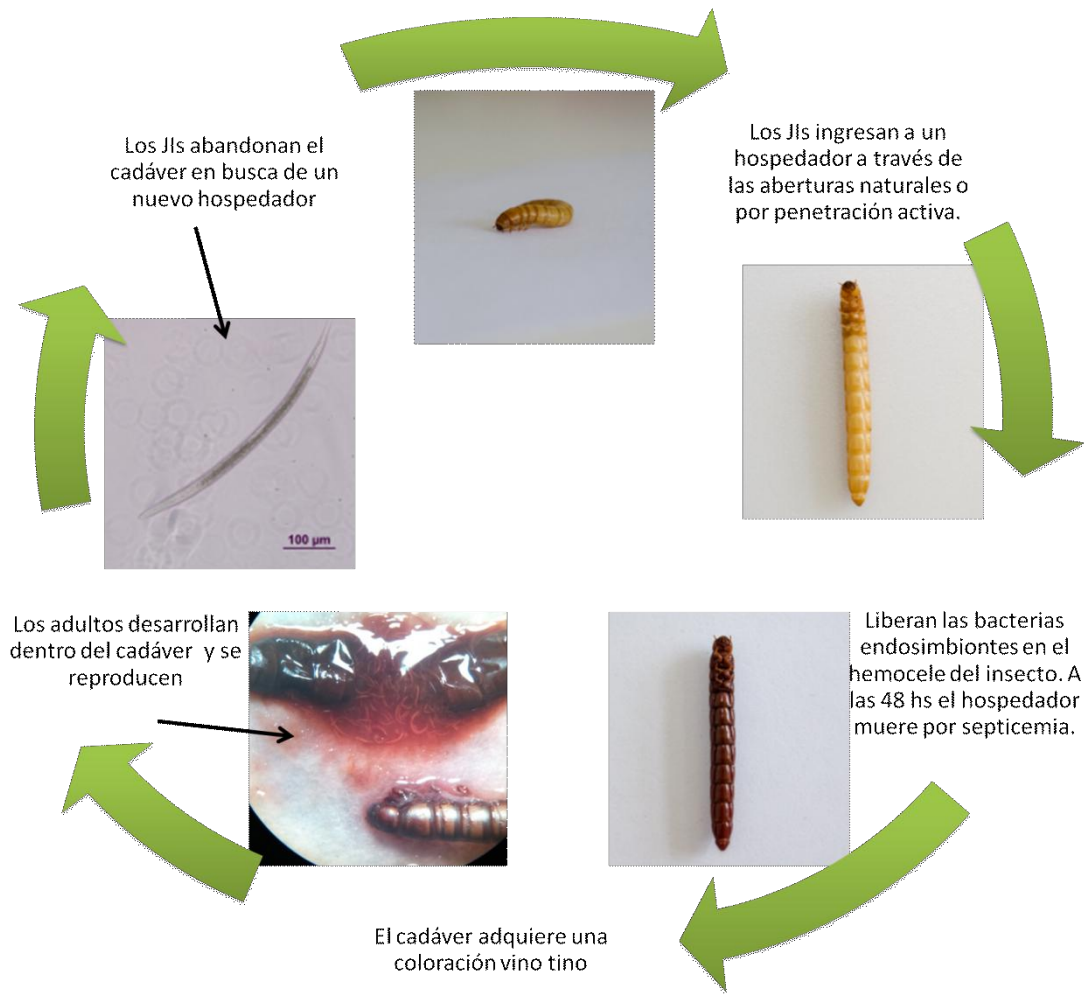 Los JIs abandonan el
cadáver en busca de un
nuevo hospedador
Los JIs ingresan a un
hospedador a través de
las aberturas naturales o
por penetración activa.
100 µm
Los adultos desarrollan
dentro del cadáver y se
reproducen
Liberan las bacterias
endosimbiontes en el
hemocele del insecto. A
las 48 hs el hospedador
muere por septicemia.
El cadáver adquiere una
coloración vino tino